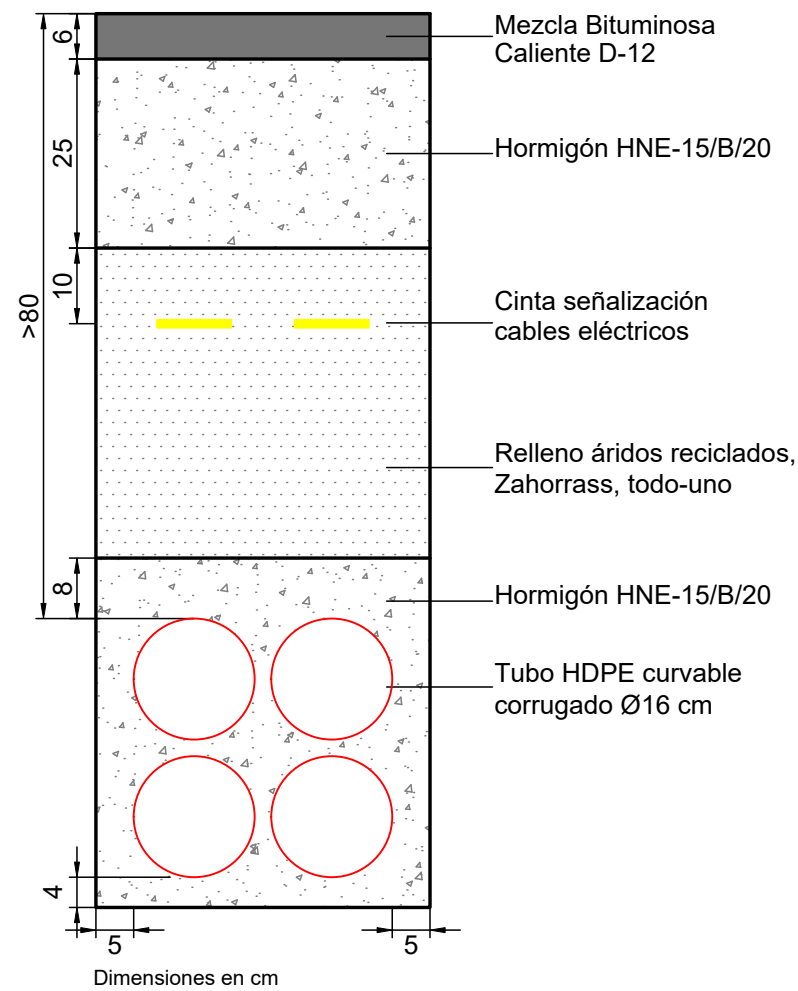 6
Mezcla Bituminosa
Caliente D-12
25
Hormigón HNE-15/B/20
10
>80
Cinta señalización
cables eléctricos
Relleno áridos reciclados,
Zahorrass, todo-uno
8
Hormigón HNE-15/B/20
Tubo HDPE curvable
corrugado Ø16 cm
4
5
5
Dimensiones en cm